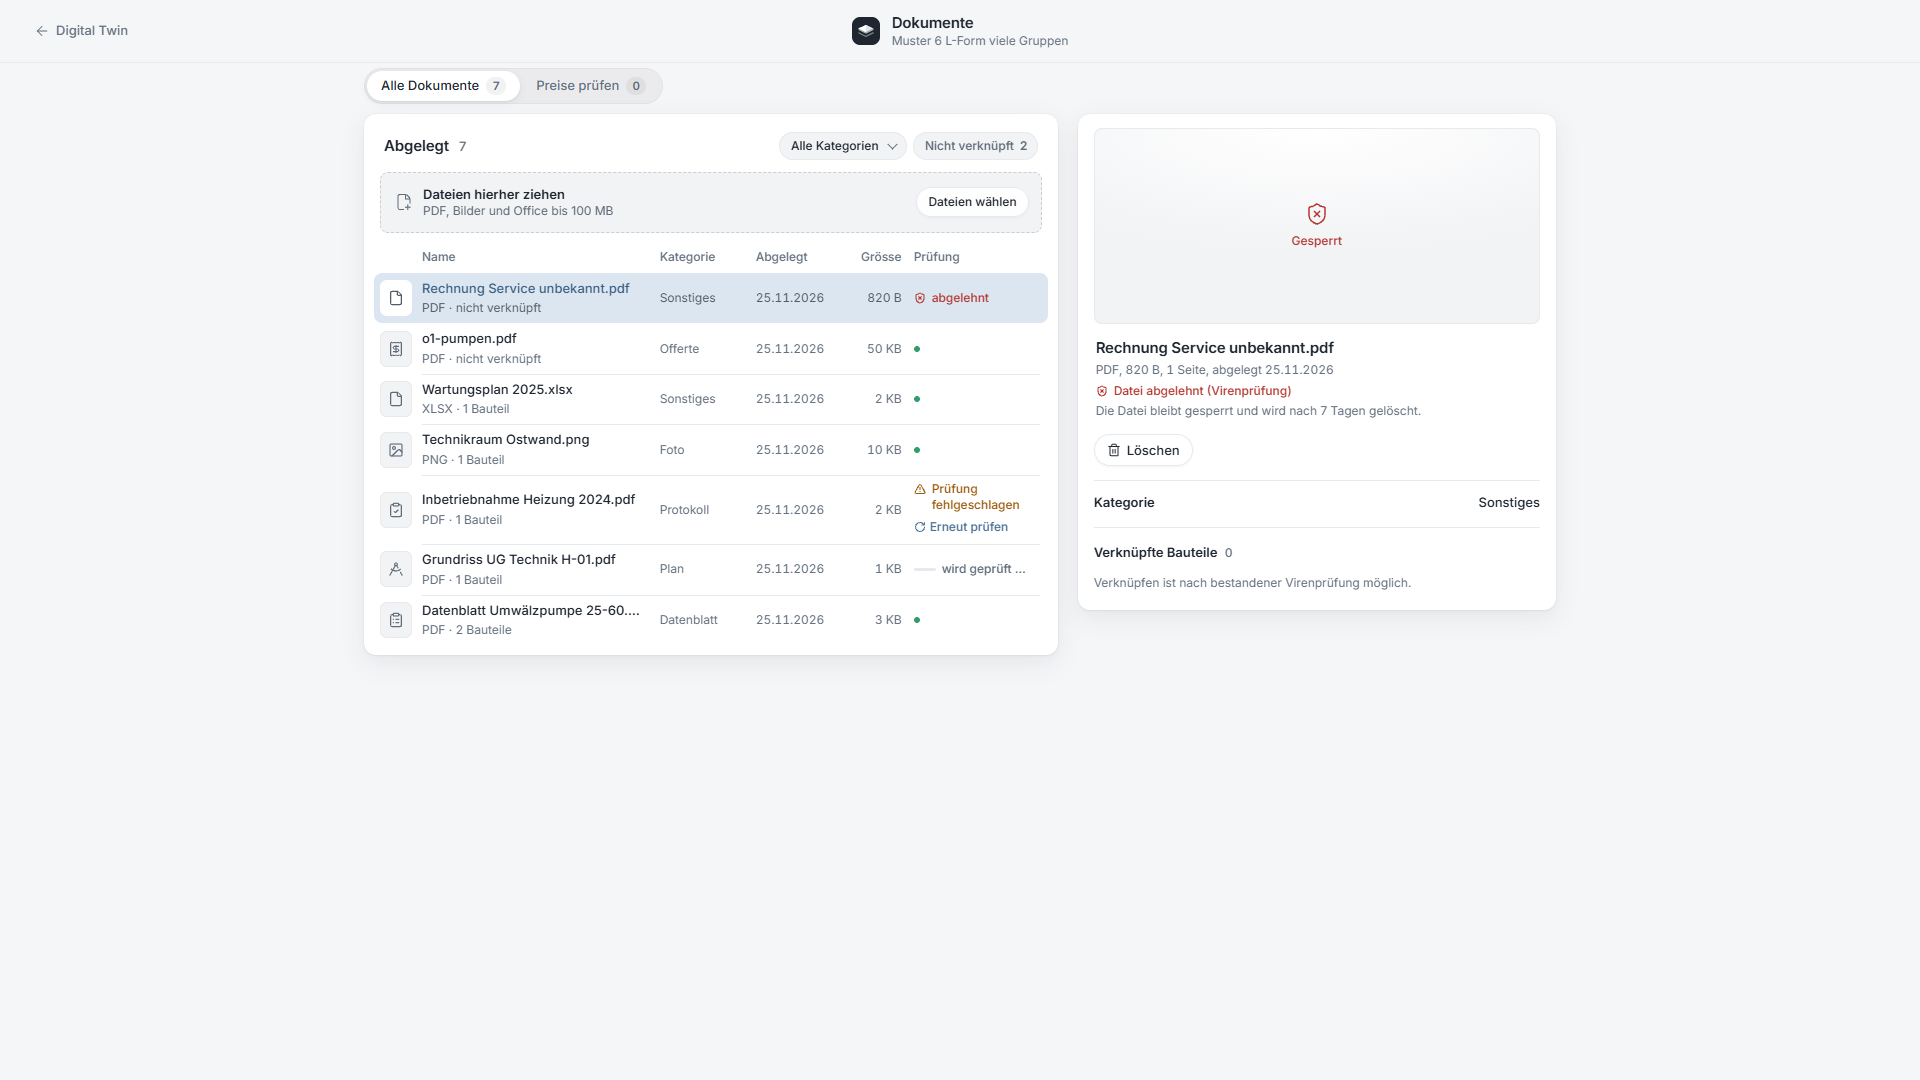 Digital Twin
Dokumente
Muster 6 L-Form viele Gruppen
Alle Dokumente 7
Preise prüfen 0
Abgelegt 7
Alle Kategorien
Nicht verknüpft 2
Dateien hierher ziehen
PDF, Bilder und Office bis 100 MB
Dateien wählen
Name Kategorie Abgelegt Grösse Prüfung
Rechnung Service unbekannt.pdf
PDF · nicht verknüpft
Sonstiges 25.11.2026 820 B abgelehnt
o1-pumpen.pdf
PDF · nicht verknüpft
Offerte 25.11.2026 50 KB
Wartungsplan 2025.xlsx
XLSX · 1 Bauteil
Sonstiges 25.11.2026 2 KB
Technikraum Ostwand.png
PNG · 1 Bauteil
Foto 25.11.2026 10 KB
Inbetriebnahme Heizung 2024.pdf
PDF · 1 Bauteil
Protokoll 25.11.2026 2 KB
Prüfung
fehlgeschlagen
Erneut prüfen
Grundriss UG Technik H-01.pdf
PDF · 1 Bauteil
Plan 25.11.2026 1 KB wird geprüft ...
Datenblatt Umwälzpumpe 25-60....
PDF · 2 Bauteile
Datenblatt 25.11.2026 3 KB
Gesperrt
Rechnung Service unbekannt.pdf
PDF, 820 B, 1 Seite, abgelegt 25.11.2026
Datei abgelehnt (Virenprüfung)
Die Datei bleibt gesperrt und wird nach 7 Tagen gelöscht.
Löschen
Kategorie Sonstiges
Verknüpfte Bauteile 0
Verknüpfen ist nach bestandener Virenprüfung möglich.